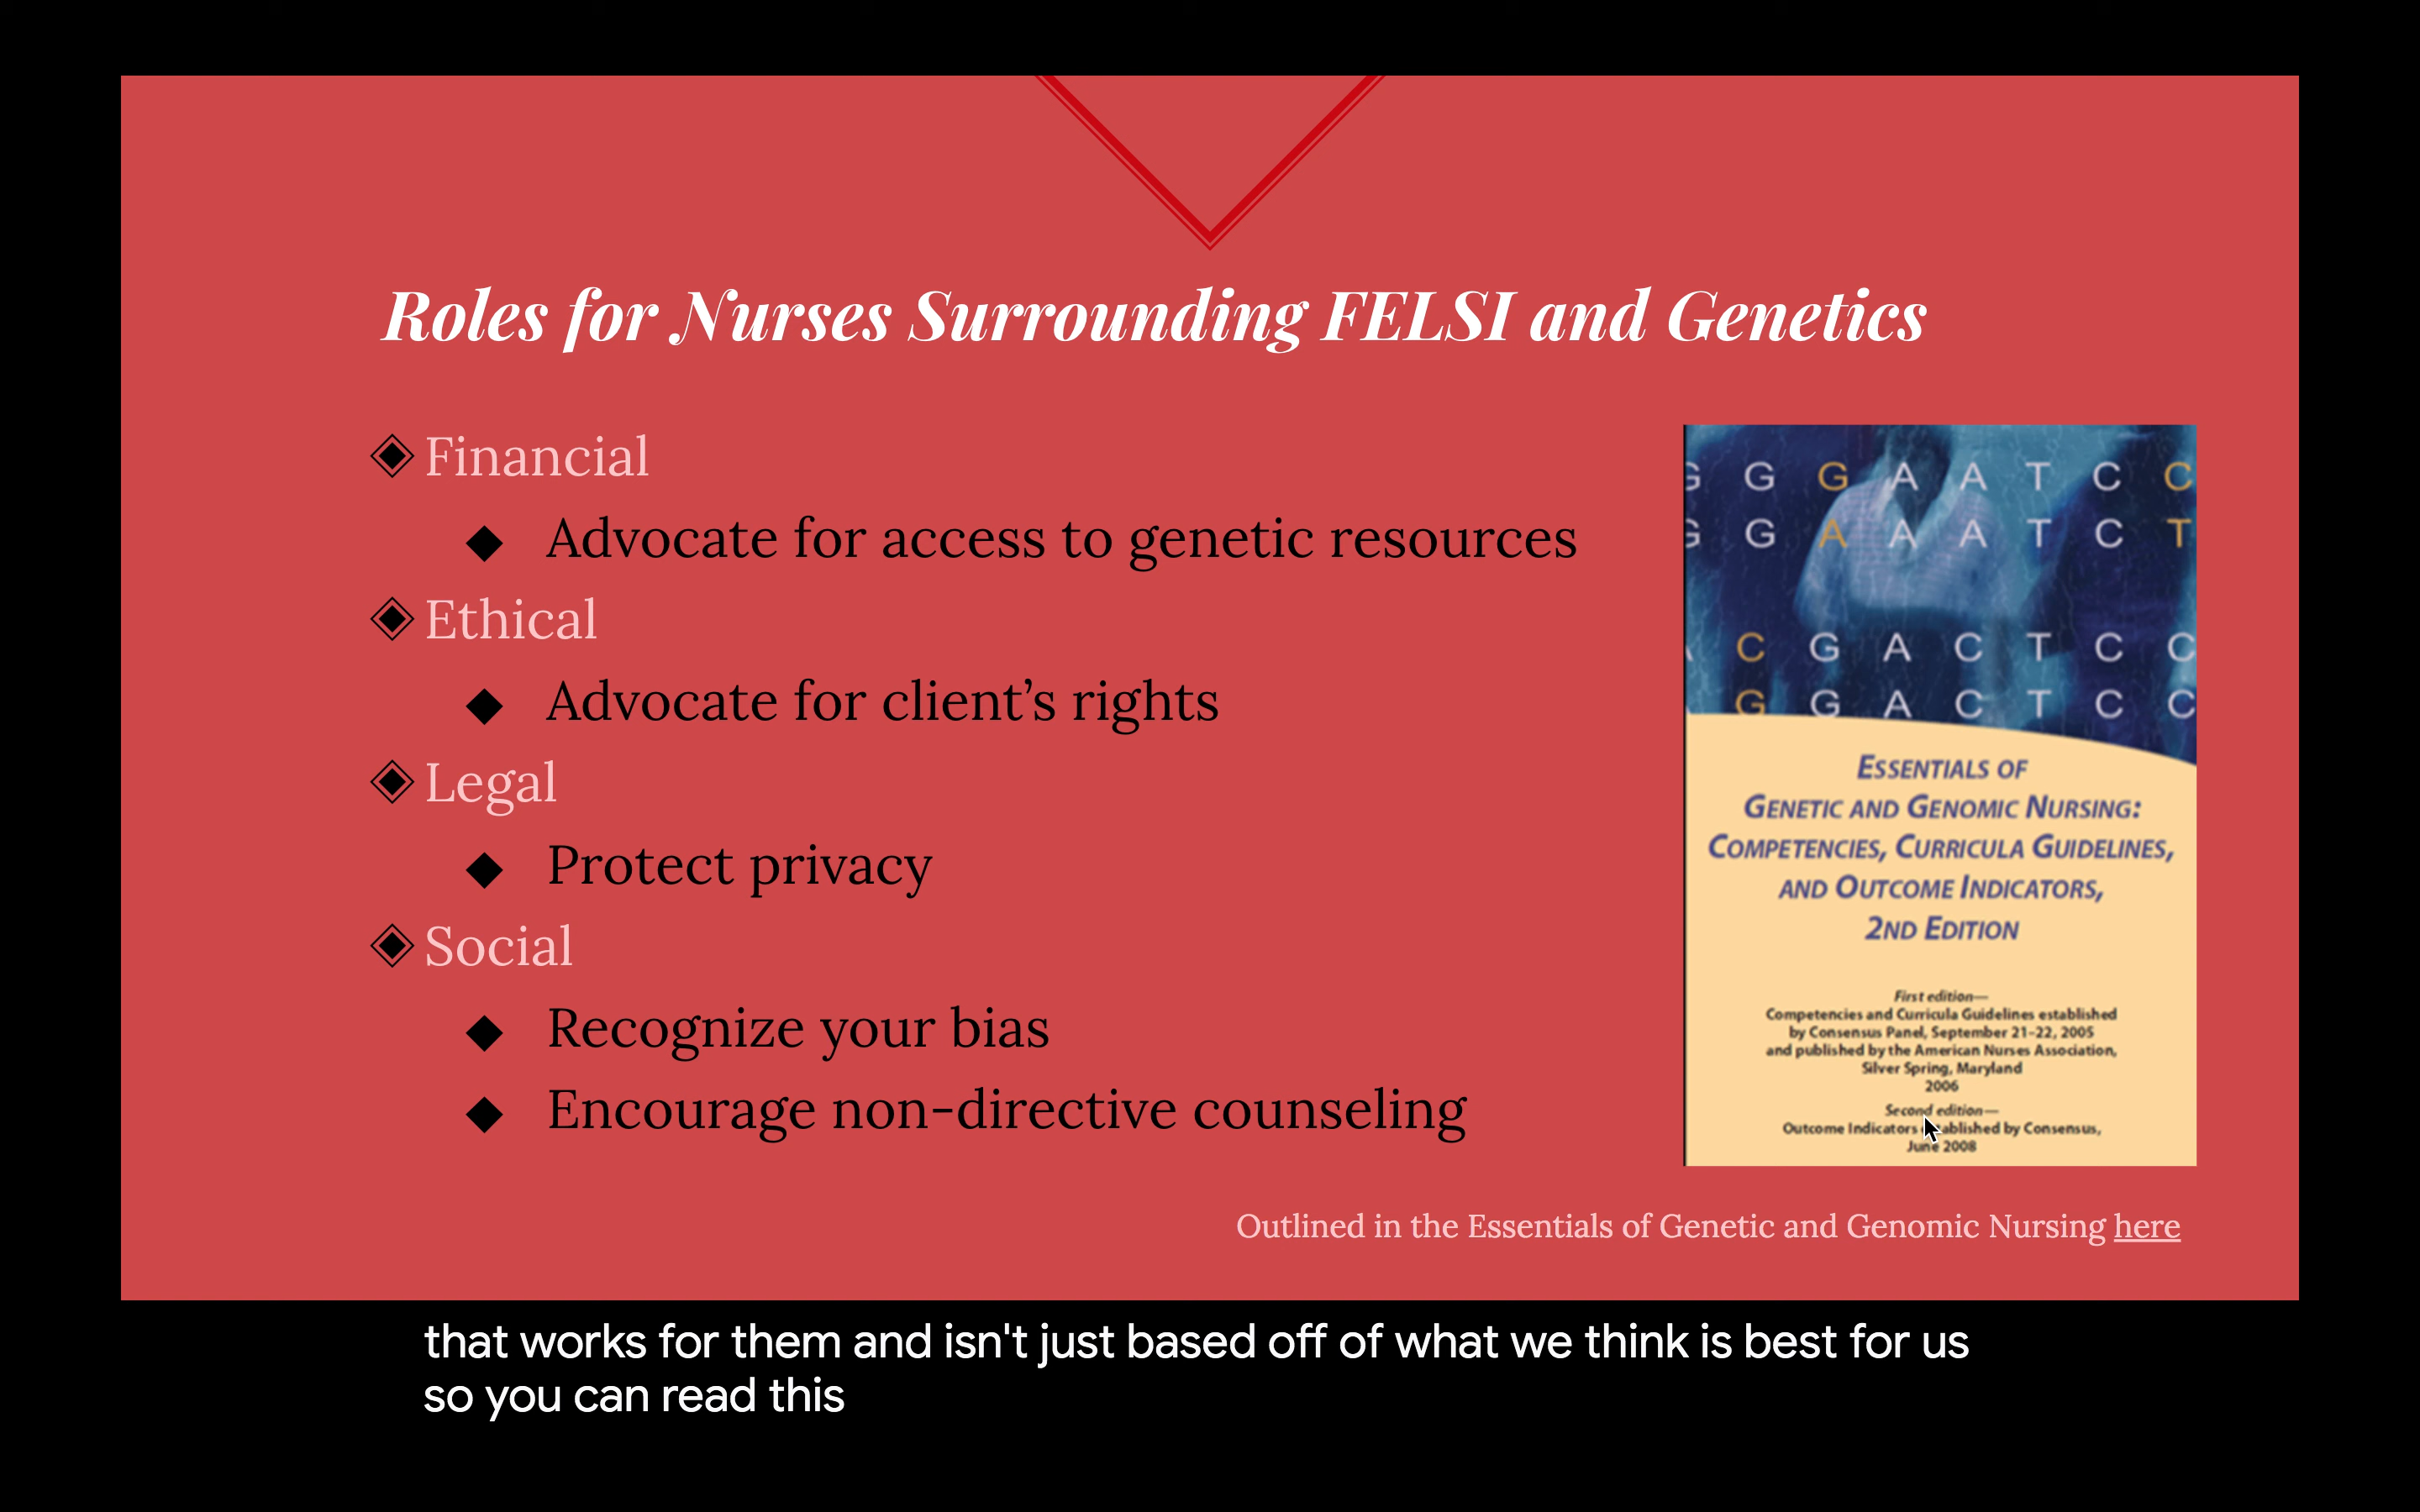 Roles for Nurses Surrounding FELSI and Genetics
Financial
Advocate for access to genetic resources
Ethical
Advocate for client’s rights
Legal
Protect privacy
Social
Recognize your bias
Encourage non-directive counseling
G G G A A T C C
G G A A A T C T
C G A C T C C
G G A C T C C
ESSENTIALS OF
GENETIC AND GENOMIC NURSING:
COMPETENCIES, CURRICULA GUIDELINES,
AND OUTCOME INDICATORS,
2ND EDITION
First edition—
Competencies and Curricula Guidelines established
by Consensus Panel, September 21–22, 2005
and published by the American Nurses Association,
Silver Spring, Maryland
2006
Second edition—
Outcome Indicators established by Consensus,
June 2008
Outlined in the Essentials of Genetic and Genomic Nursing here
that works for them and isn't just based off of what we think is best for us
so you can read this